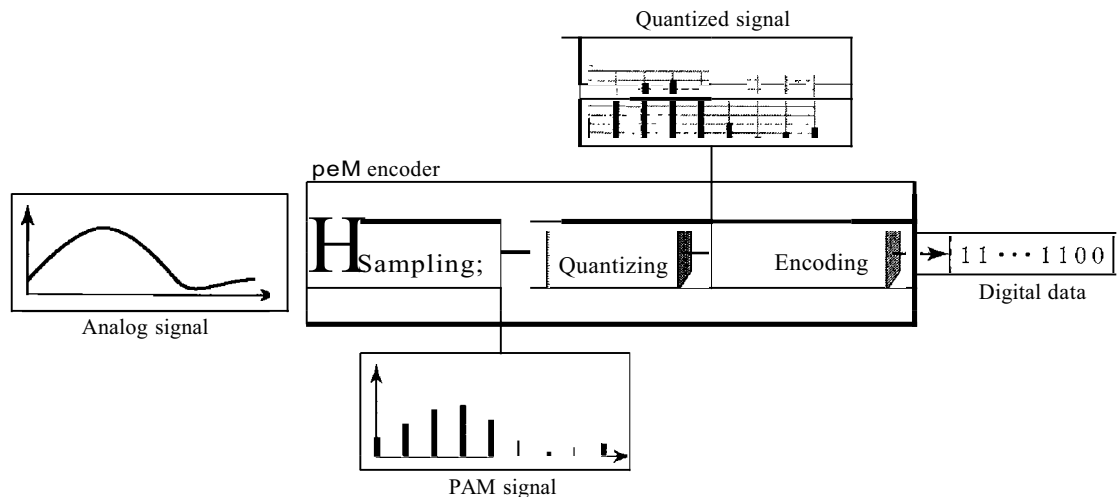 Quantized signal
peM encoder
H
Sampling;
Quantizing
Encoding
11 ··· 1100
Digital data
Analog signal
PAM signal